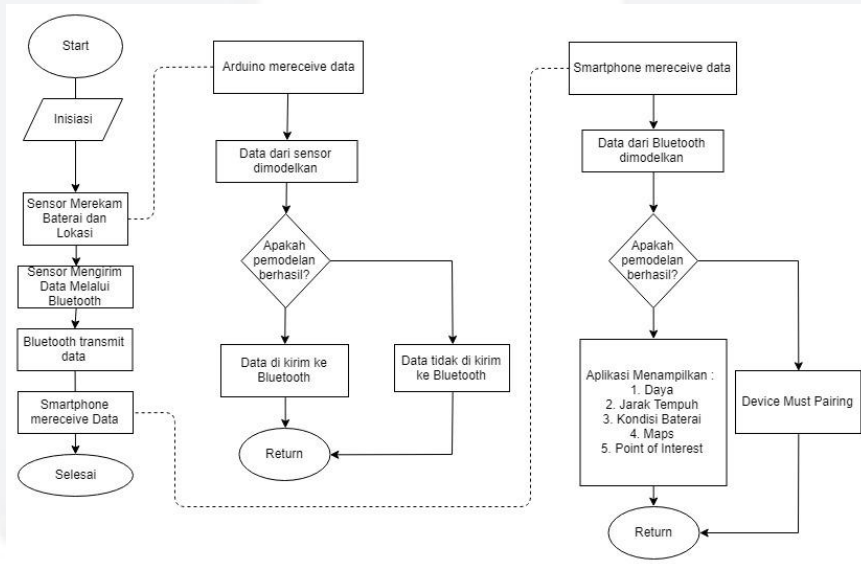 Start
Inisiasi
Sensor Merekam
Baterai dan
Lokasi
Sensor Mengirim
Data Melalui
Bluetooth
Bluetooth transmit
data
Smartphone
mereceive Data
Selesai
Arduino mereceive data
Data dari sensor
dimodelkan
Apakah
pemodelan
berhasil?
Data di kirim ke
Bluetooth
Data tidak di kirim
ke Bluetooth
Return
Smartphone mereceive data
Data dari Bluetooth
dimodelkan
Apakah
pemodelan
berhasil?
Aplikasi Menampilkan :
1. Daya
2. Jarak Tempuh
3. Kondisi Baterai
4. Maps
5. Point of Interest
Device Must Pairing
Return